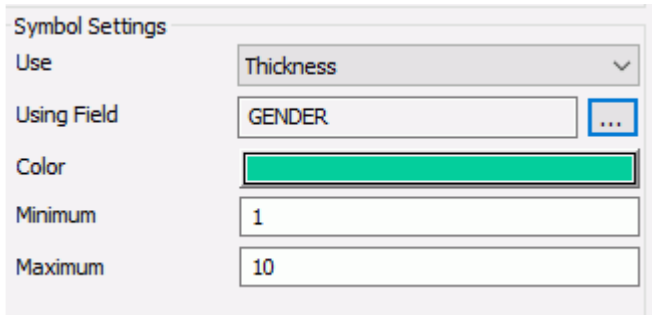 Symbol Settings
Use Thickness
Using Field GENDER ...
Color
Minimum 1
Maximum 10